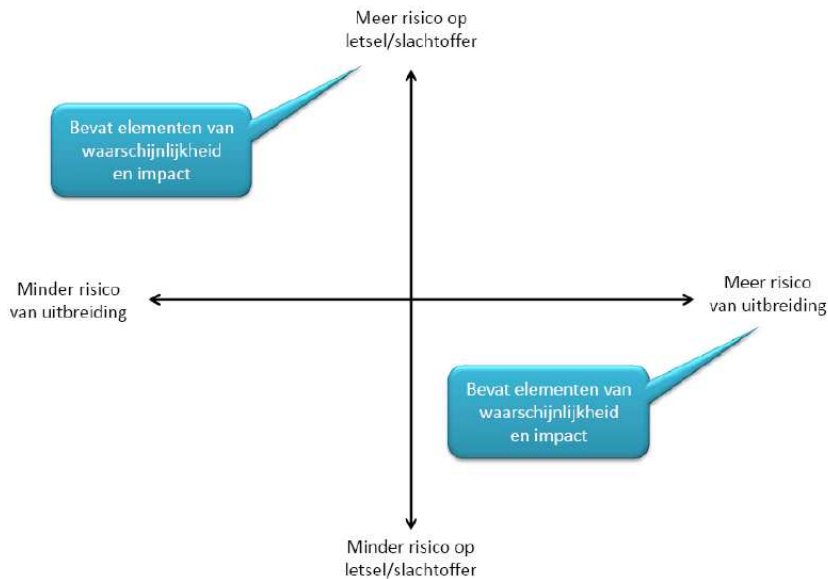 Meer risico op
letsel/slachtoffer
Bevat elementen van
waarschijnlijkheid
en impact
Minder risico
van uitbreiding
Meer risico
van uitbreiding
Bevat elementen van
waarschijnlijkheid
en impact
Minder risico op
letsel/slachtoffer